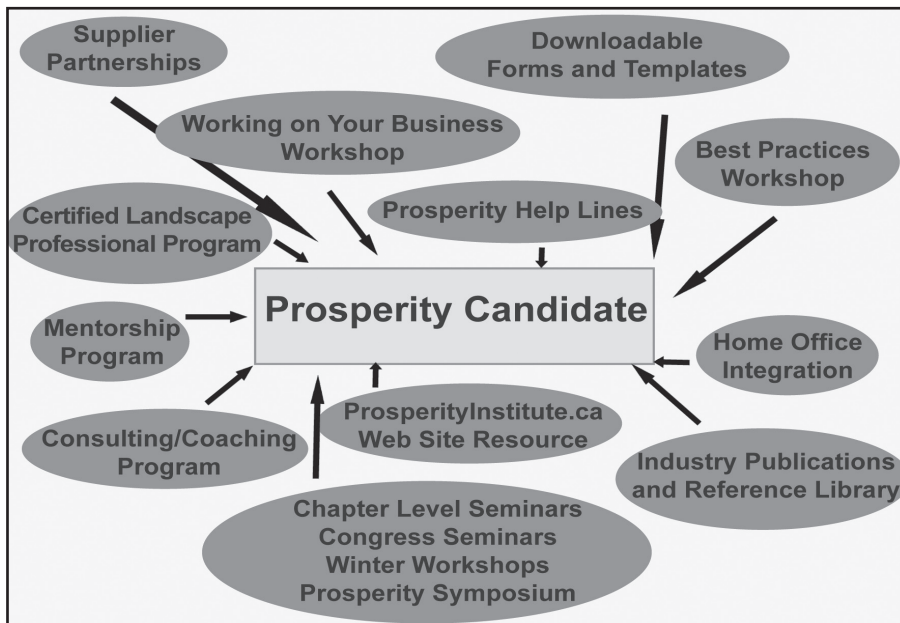 Supplier
Partnerships
Downloadable
Forms and Templates
Working on Your Business
Workshop
Best Practices
Workshop
Prosperity Help Lines
Certified Landscape
Professional Program
Prosperity Candidate
Mentorship
Program
Home Office
Integration
Consulting/Coaching
Program
ProsperityInstitute.ca
Web Site Resource
Industry Publications
and Reference Library
Chapter Level Seminars
Congress Seminars
Winter Workshops
Prosperity Symposium